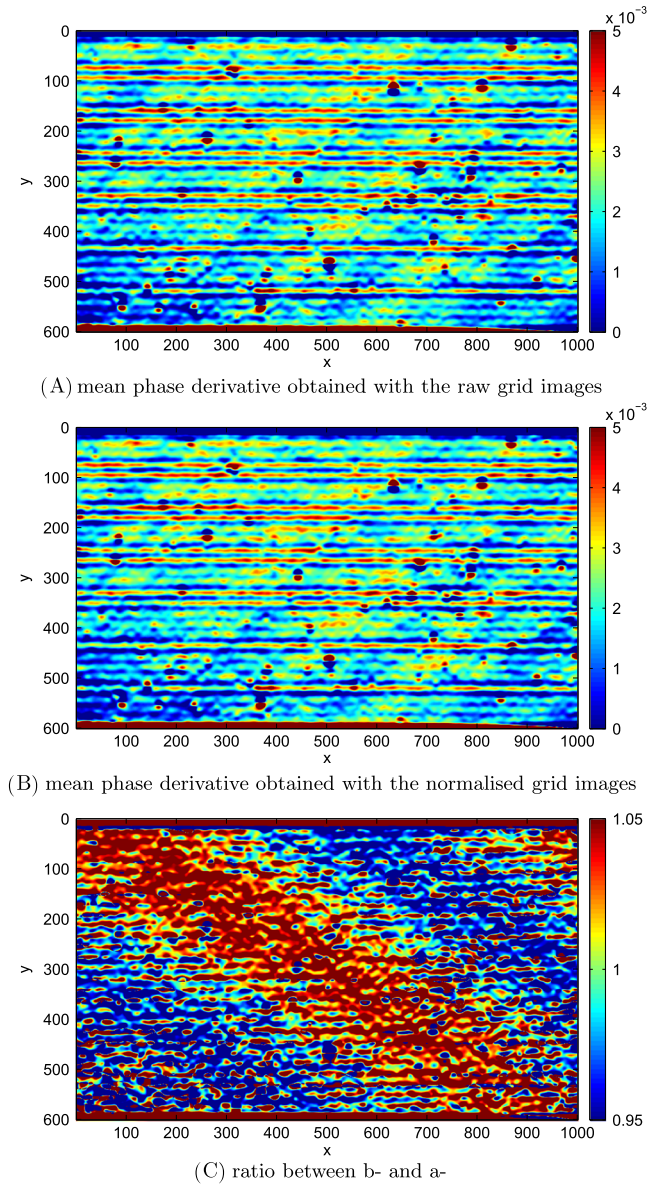 x 10⁻³
0
100
200
300
400
500
600
y
100 200 300 400 500 600 700 800 900 1000
x
5
4
3
2
1
0
(A) mean phase derivative obtained with the raw grid images
x 10⁻³
0
100
200
300
400
500
600
y
100 200 300 400 500 600 700 800 900 1000
x
5
4
3
2
1
0
(B) mean phase derivative obtained with the normalised grid images
0
100
200
300
400
500
600
y
100 200 300 400 500 600 700 800 900 1000
x
1.05
1
0.95
(C) ratio between b- and a-